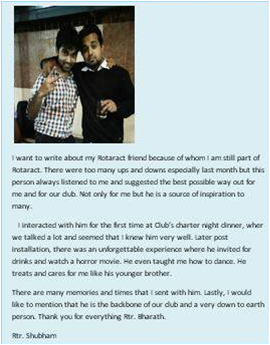 I want to write about my Rotaract friend because of whom I am still part of
Rotaract. There were too many ups and downs especially last month but this
person always listened to me and suggested the best possible way out for
me and for our club. Not only for me but he is a source of inspiration to
many.
I interacted with him for the first time at Club's charter night dinner, when
we talked a lot and seemed that I knew him very well. Later post
installation, there was an unforgettable experience where he invited for
drinks and watch a horror movie. He even taught me how to dance. He
treats and cares for me like his younger brother.
There are many memories and times that I sent with him. Lastly, I would
like to mention that he is the backbone of our club and a very down to earth
person. Thank you for everything Rtr. Bharath.
Rtr. Shubham